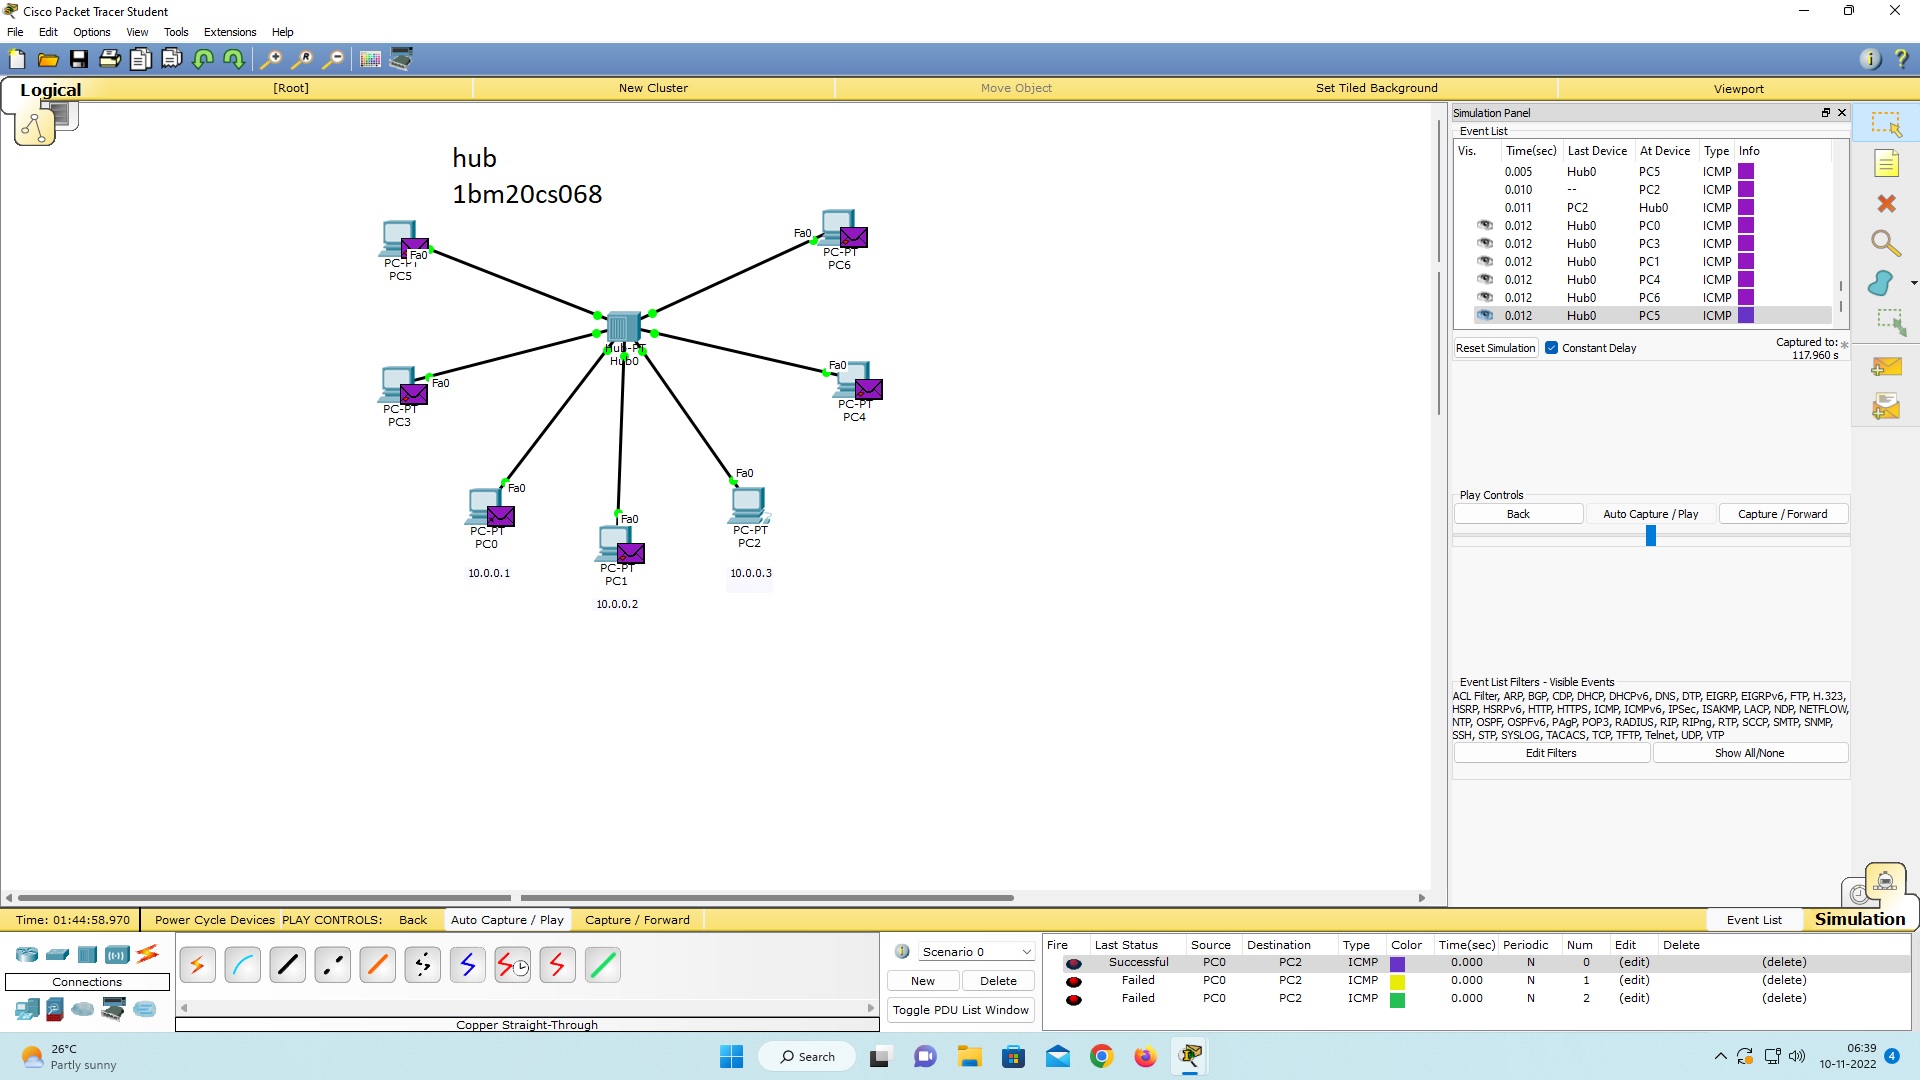 Cisco Packet Tracer Student
File Edit Options View Tools Extensions Help
Logical [Root] New Cluster Move Object Set Tiled Background Viewport
hub
1bm20cs068
Fa0
PC-PT
PC5
Fa0
PC-PT
PC6
Hub-PT
Hub0
Fa0
PC-PT
PC3
Fa0
PC-PT
PC4
Fa0
PC-PT
PC0
10.0.0.1
Fa0
PC-PT
PC1
10.0.0.2
Fa0
PC-PT
PC2
10.0.0.3
Simulation Panel
Event List
Vis. Time(sec) Last Device At Device Type Info
0.005 Hub0 PC5 ICMP
0.010 -- PC2 ICMP
0.011 PC2 Hub0 ICMP
0.012 Hub0 PC0 ICMP
0.012 Hub0 PC3 ICMP
0.012 Hub0 PC1 ICMP
0.012 Hub0 PC4 ICMP
0.012 Hub0 PC6 ICMP
0.012 Hub0 PC5 ICMP
Reset Simulation Constant Delay Captured to: *
117.960 s
Play Controls
Back Auto Capture / Play Capture / Forward
Event List Filters - Visible Events
ACL Filter, ARP, BGP, CDP, DHCP, DHCPv6, DNS, DTP, EIGRP, EIGRPv6, FTP, H.323,
HSRP, HSRPv6, HTTP, HTTPS, ICMP, ICMPv6, IPSec, ISAKMP, LACP, NDP, NETFLOW,
NTP, OSPF, OSPFv6, PAgP, POP3, RADIUS, RIP, RIPng, RTP, SCCP, SMTP, SNMP,
SSH, STP, SYSLOG, TACACS, TCP, TFTP, Telnet, UDP, VTP
Edit Filters Show All/None
Time: 01:44:58.970 Power Cycle Devices PLAY CONTROLS: Back Auto Capture / Play Capture / Forward Event List Simulation
Connections
Copper Straight-Through
Scenario 0
New Delete
Toggle PDU List Window
Fire Last Status Source Destination Type Color Time(sec) Periodic Num Edit Delete
Successful PC0 PC2 ICMP 0.000 N 0 (edit) (delete)
Failed PC0 PC2 ICMP 0.000 N 1 (edit) (delete)
Failed PC0 PC2 ICMP 0.000 N 2 (edit) (delete)
26°C
Partly sunny
Search
06:39
10-11-2022
4